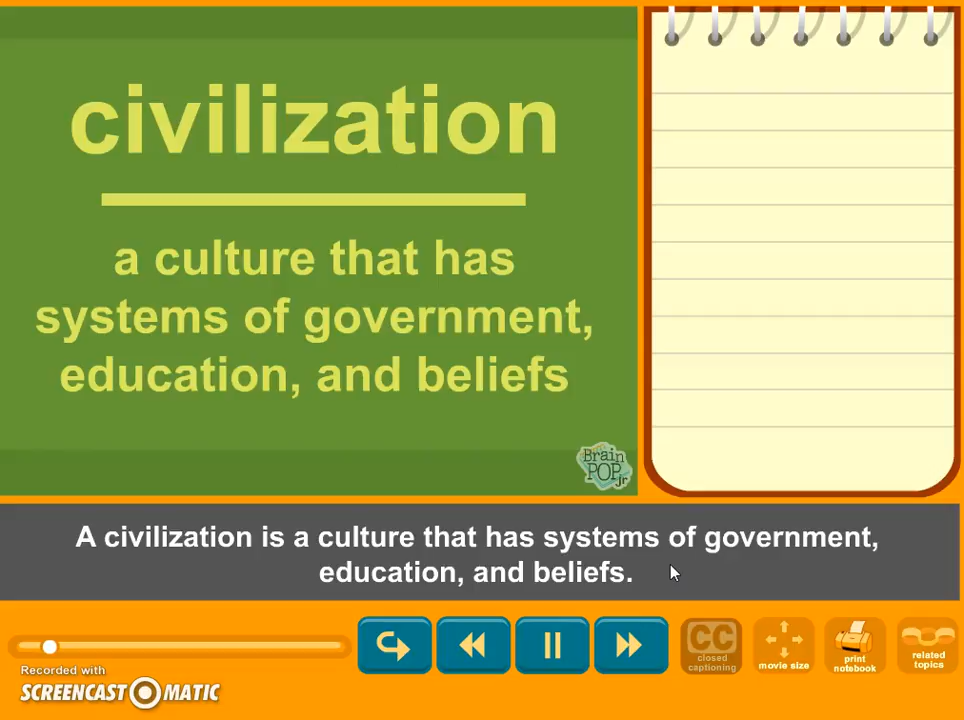 civilization
a culture that has
systems of government,
education, and beliefs
Brain
POP Jr
A civilization is a culture that has systems of government,
education, and beliefs.
CC
closed
captioning
movie size
print
notebook
related
topics
Recorded with
SCREENCAST-O-MATIC